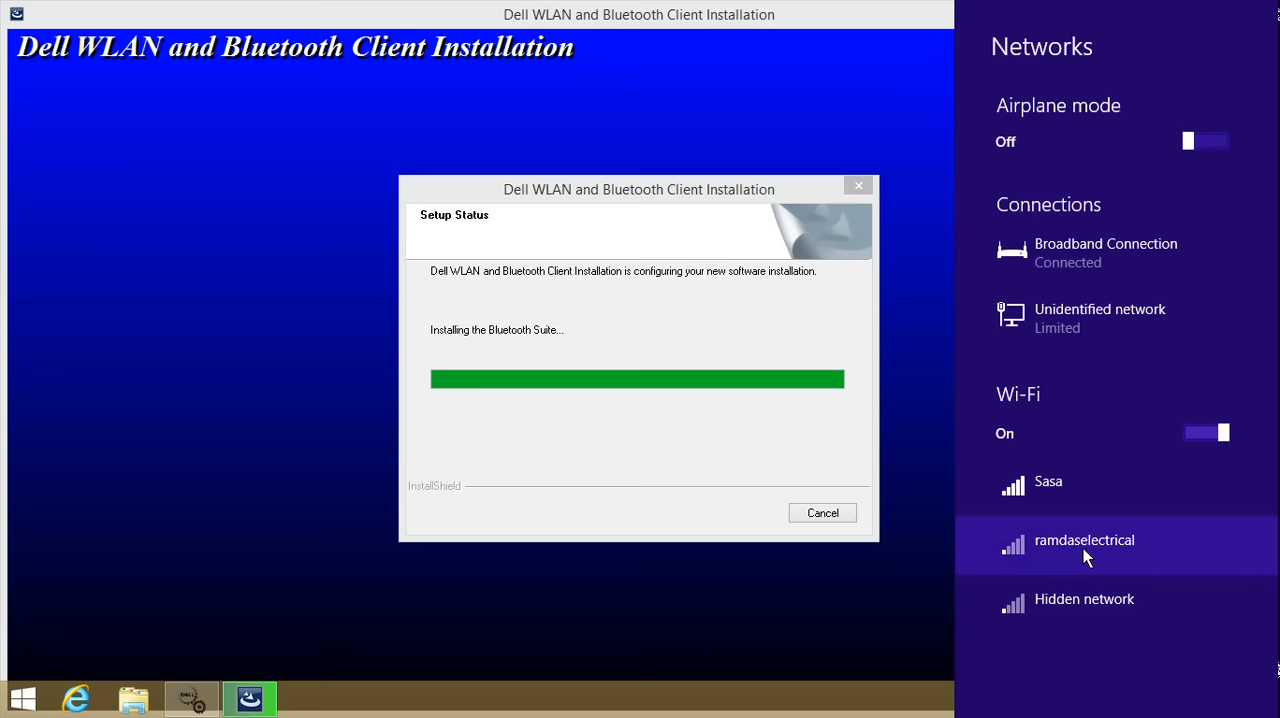 Dell WLAN and Bluetooth Client Installation
Dell WLAN and Bluetooth Client Installation
Dell WLAN and Bluetooth Client Installation
Setup Status
Dell WLAN and Bluetooth Client Installation is configuring your new software installation.
Installing the Bluetooth Suite...
InstallShield
Cancel
Networks
Airplane mode
Off
Connections
Broadband Connection
Connected
Unidentified network
Limited
Wi-Fi
On
Sasa
ramdaselectrical
Hidden network
DELL